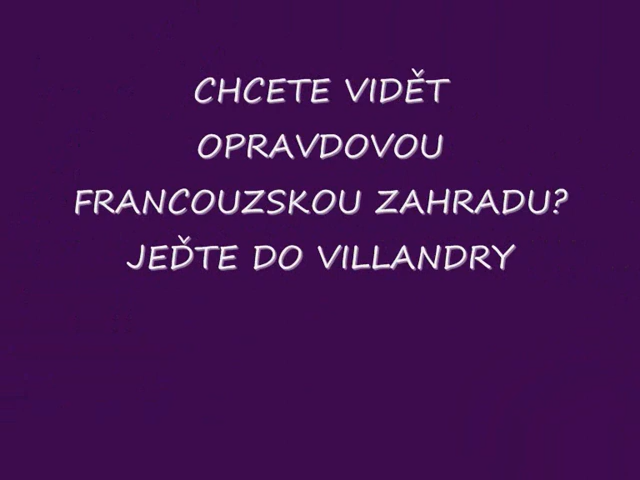 CHCETE VIDĚT
OPRAVDOVOU
FRANCOUZSKOU ZAHRADU?
JEĎTE DO VILLANDRY